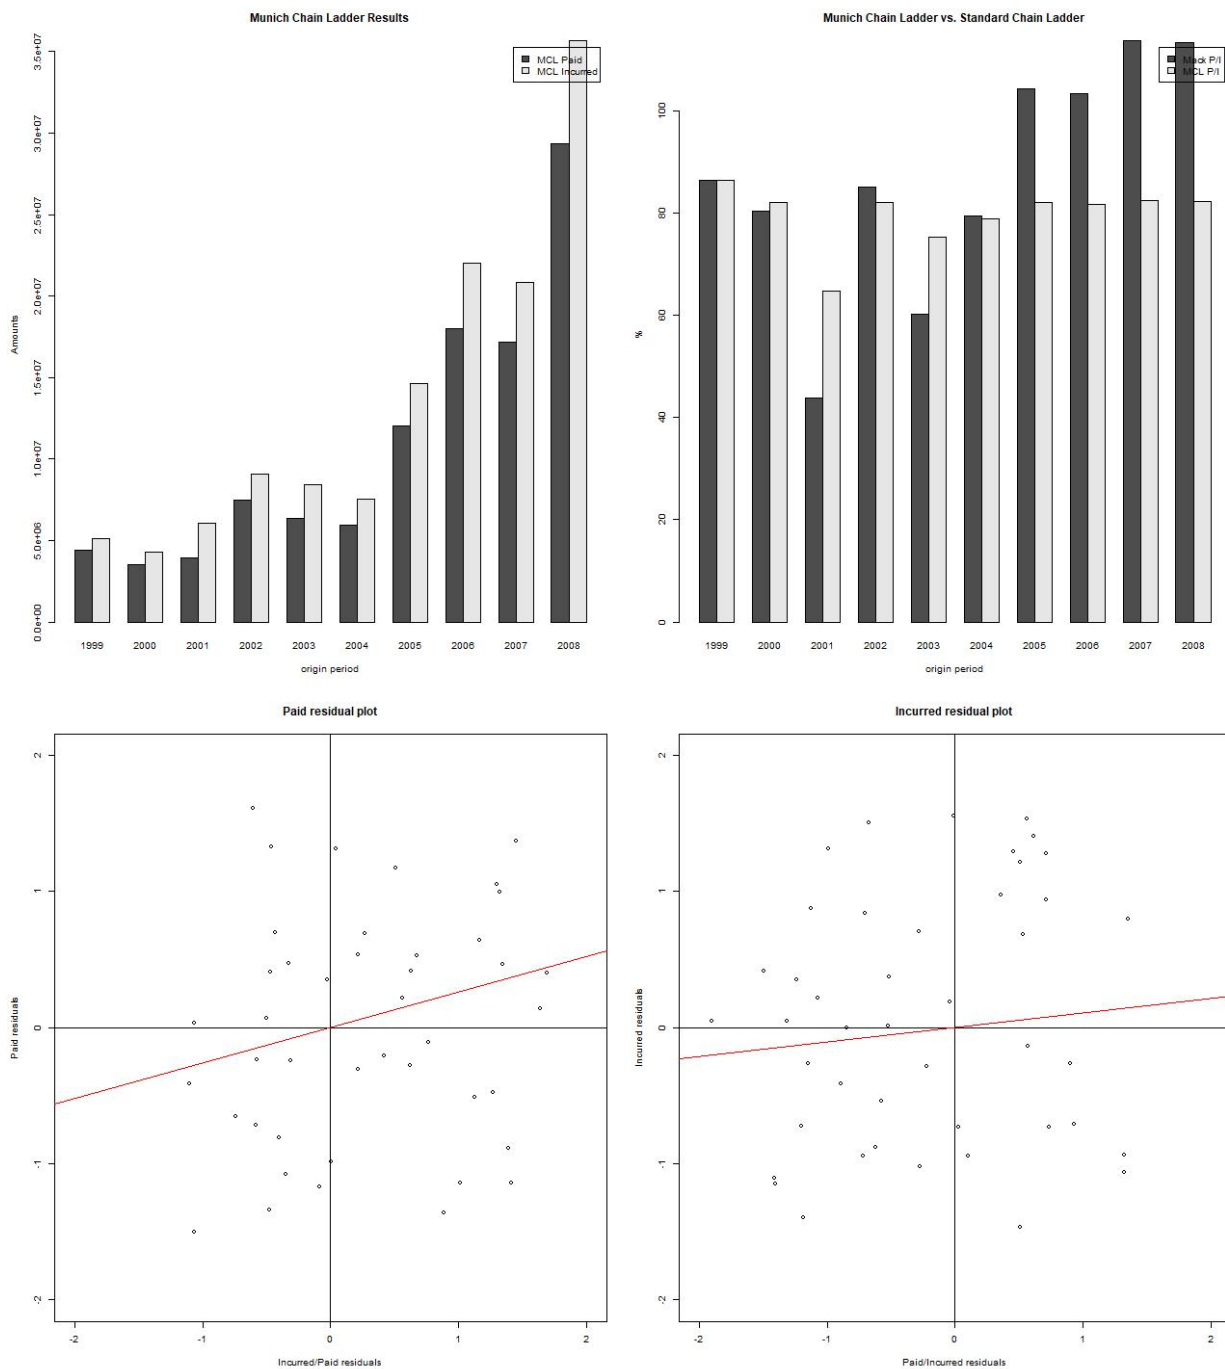 Munich Chain Ladder Results
MCL Paid
MCL Incurred
3.5e+07
3.0e+07
2.5e+07
2.0e+07
1.5e+07
1.0e+07
5.0e+06
0.0e+00
Amounts
1999 2000 2001 2002 2003 2004 2005 2006 2007 2008
origin period
Munich Chain Ladder vs. Standard Chain Ladder
Mack P/I
MCL P/I
100
80
60
40
20
0
%
1999 2000 2001 2002 2003 2004 2005 2006 2007 2008
origin period
Paid residual plot
2
1
0
-1
-2
Paid residuals
-2 -1 0 1 2
Incurred/Paid residuals
Incurred residual plot
2
1
0
-1
-2
Incurred residuals
-2 -1 0 1 2
Paid/Incurred residuals